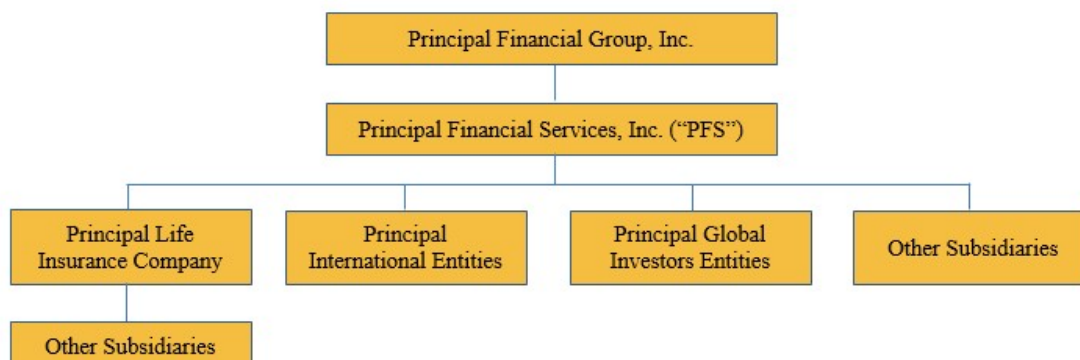 Principal Financial Group, Inc.
Principal Financial Services, Inc. (“PFS”)
Principal Life
Insurance Company
Principal
International Entities
Principal Global
Investors Entities
Other Subsidiaries
Other Subsidiaries